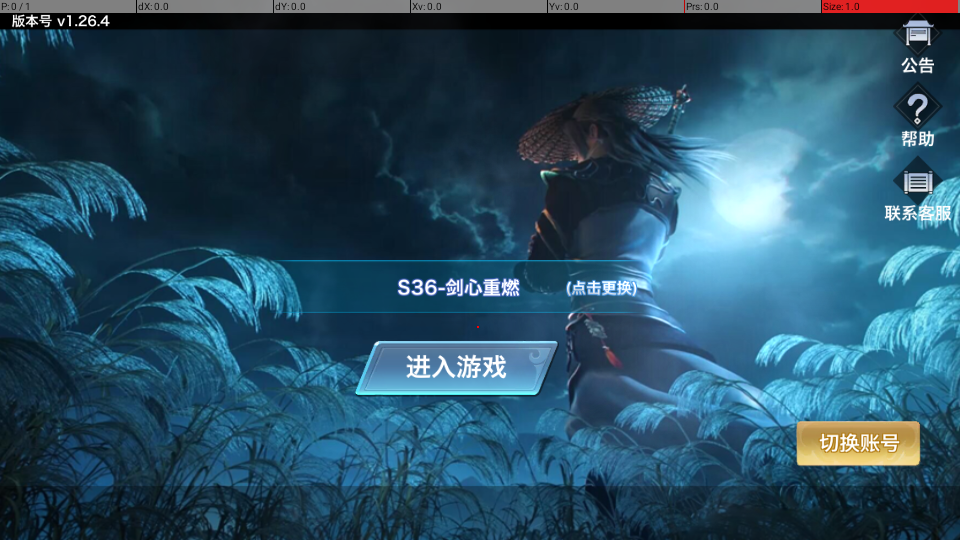 P: 0 / 1 dX: 0.0 dY: 0.0 Xv: 0.0 Yv: 0.0 Prs: 0.0 Size: 1.0
版本号 v1.26.4
公告
帮助
联系客服
S36-剑心重燃 (点击更换)
进入游戏
切换账号